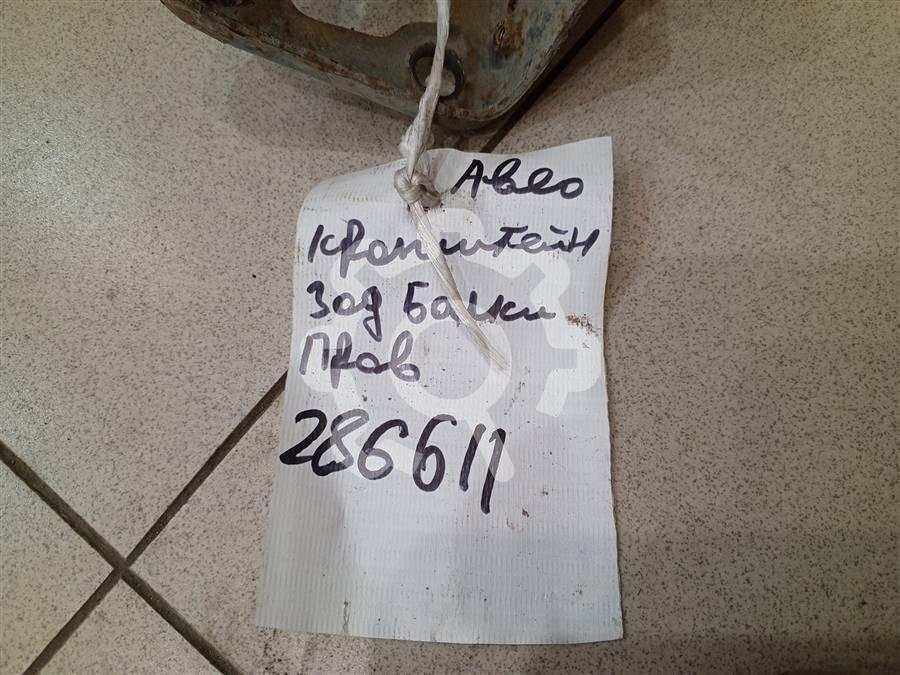 Авео
Кронштейн
Зад Балки
Прав
286611